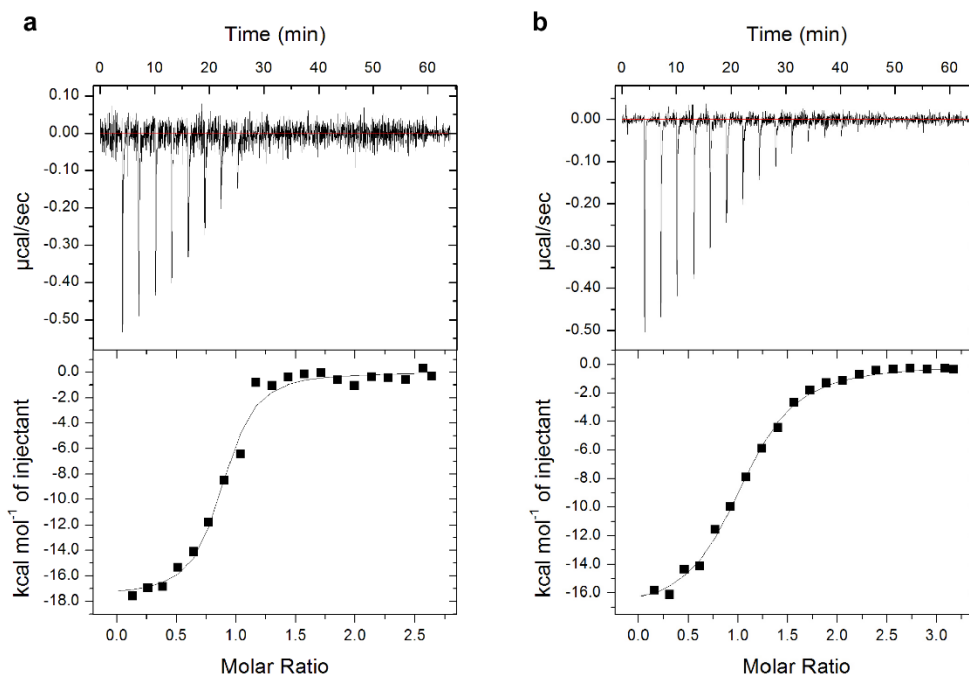 a
Time (min)
0 10 20 30 40 50 60
0.10
0.00
-0.10
-0.20
-0.30
-0.40
-0.50
µcal/sec
0.0
-2.0
-4.0
-6.0
-8.0
-10.0
-12.0
-14.0
-16.0
-18.0
kcal mol⁻¹ of injectant
0.0 0.5 1.0 1.5 2.0 2.5
Molar Ratio
b
Time (min)
0 10 20 30 40 50 60
0.00
-0.10
-0.20
-0.30
-0.40
-0.50
µcal/sec
0.0
-2.0
-4.0
-6.0
-8.0
-10.0
-12.0
-14.0
-16.0
kcal mol⁻¹ of injectant
0.0 0.5 1.0 1.5 2.0 2.5 3.0
Molar Ratio